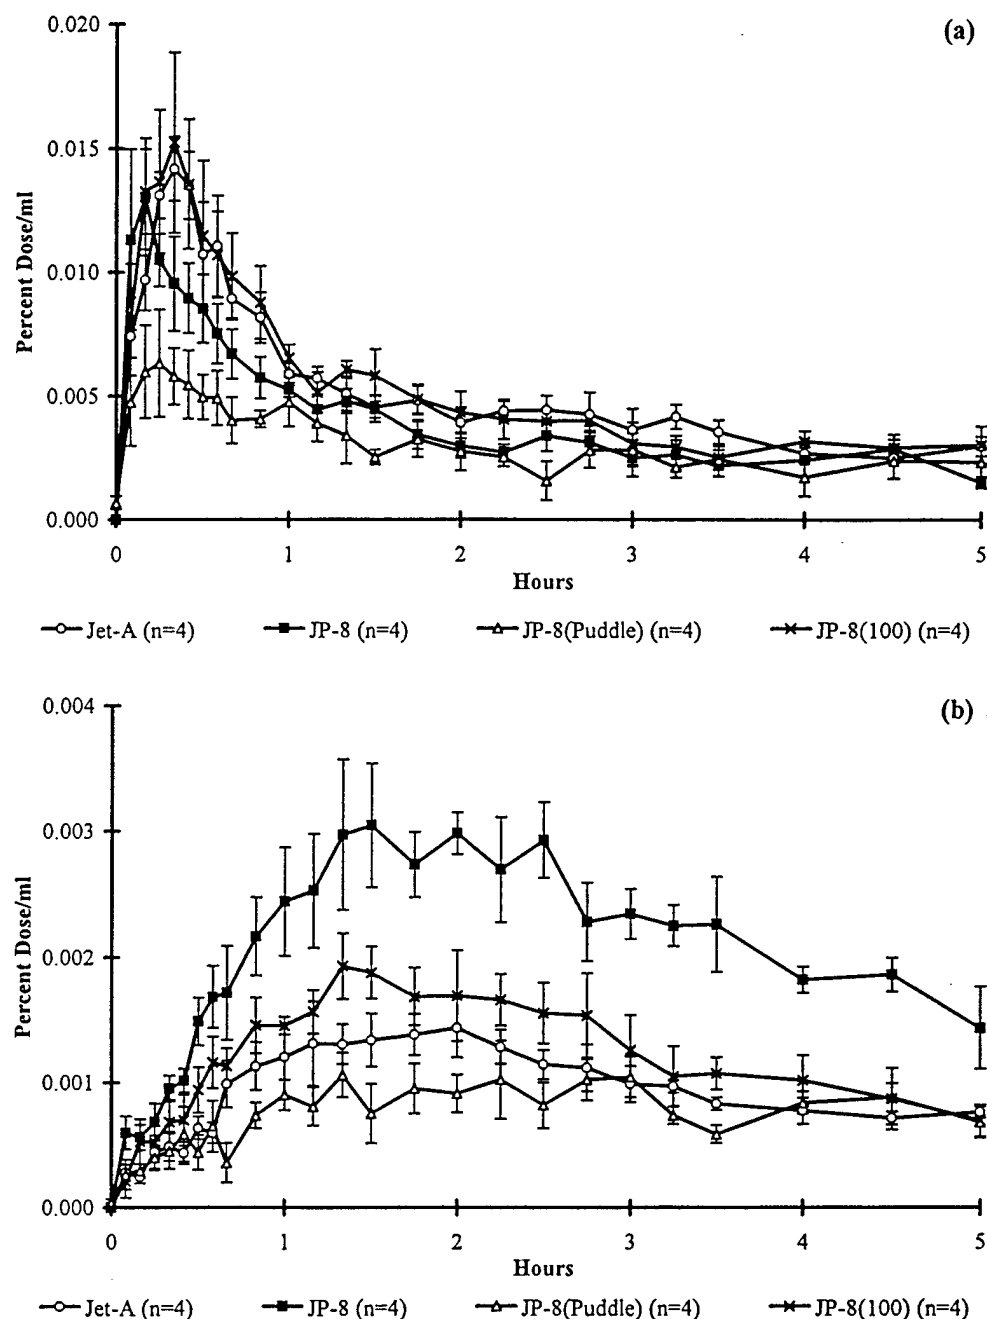 (a)
0.020
0.015
0.010
0.005
0.000
Percent Dose/ml
0 1 2 3 4 5
Hours
Jet-A (n=4) JP-8 (n=4) JP-8(Puddle) (n=4) JP-8(100) (n=4)
(b)
0.004
0.003
0.002
0.001
0.000
Percent Dose/ml
0 1 2 3 4 5
Hours
Jet-A (n=4) JP-8 (n=4) JP-8(Puddle) (n=4) JP-8(100) (n=4)